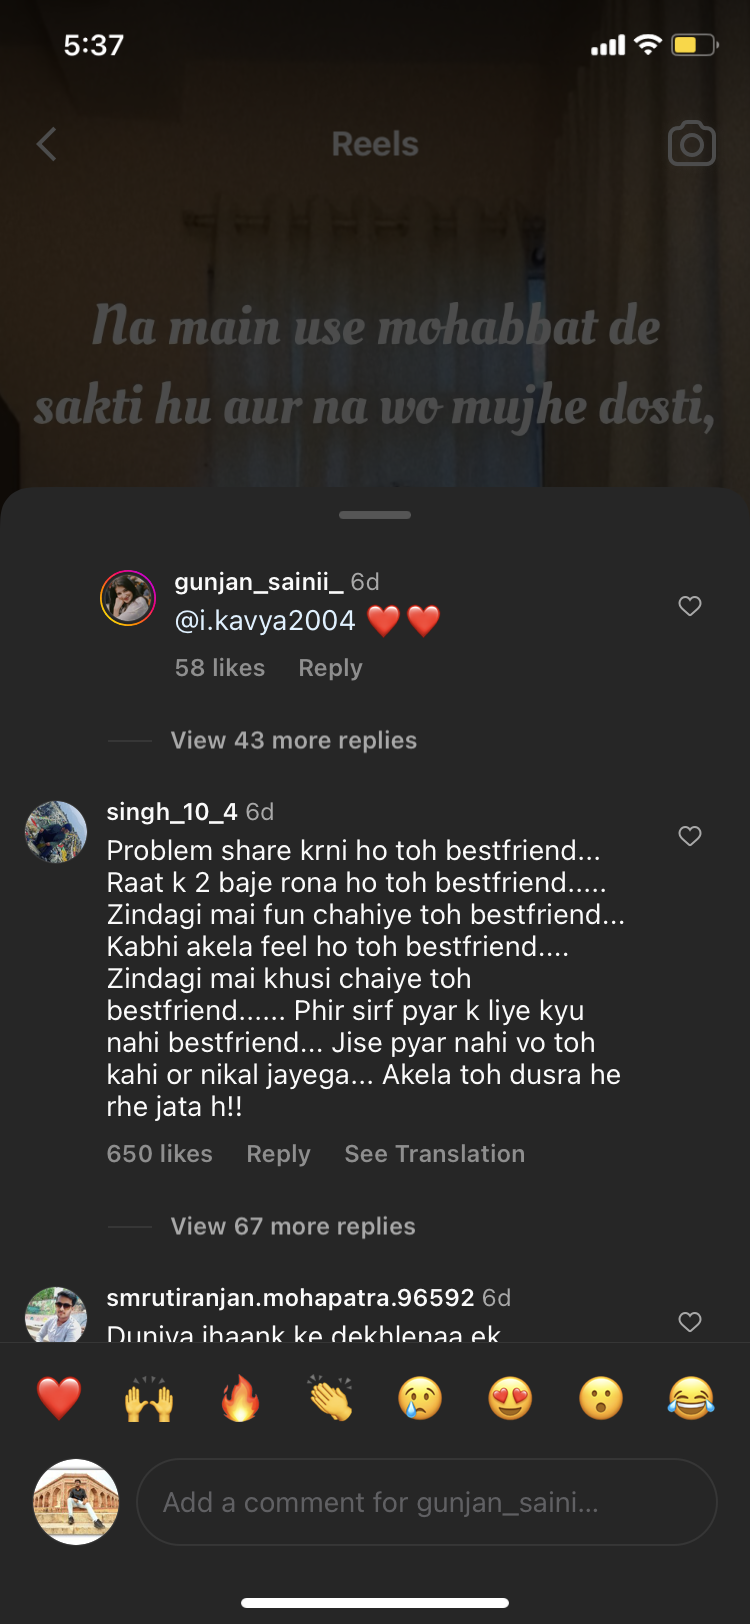 5:37
Reels
Na main use mohabbat de
sakti hu aur na wo mujhe dosti,
gunjan_sainii_ 6d
@i.kavya2004 ❤️❤️
58 likes Reply
View 43 more replies
singh_10_4 6d
Problem share krni ho toh bestfriend...
Raat k 2 baje rona ho toh bestfriend.....
Zindagi mai fun chahiye toh bestfriend...
Kabhi akela feel ho toh bestfriend....
Zindagi mai khusi chaiye toh
bestfriend...... Phir sirf pyar k liye kyu
nahi bestfriend... Jise pyar nahi vo toh
kahi or nikal jayega... Akela toh dusra he
rhe jata h!!
650 likes Reply See Translation
View 67 more replies
smrutiranjan.mohapatra.96592 6d
Duniya jhaank ke dekhlenaa ek
❤️ 🙌 🔥 👏 😢 😍 😮 😂
Add a comment for gunjan_saini...